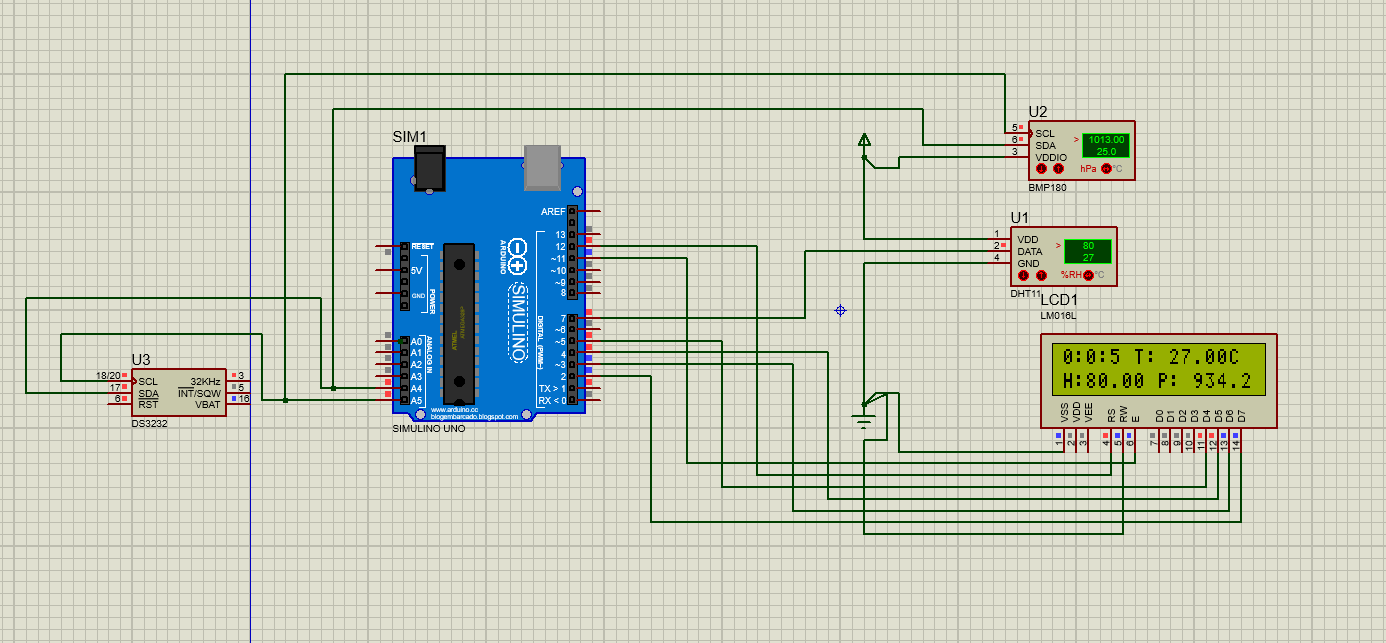 SIM1
AREF
13
12
~11
~10
~9
8
7
~6
~5
4
~3
2
TX > 1
RX < 0
RESET
5V
GND
POWER
A0
A1
A2
A3
A4
A5
ANALOG IN
ARDUINO
SIMULINO
DIGITAL (PWM~)
www.arduino.cc
blogembarcado.blogspot.com
SIMULINO UNO
U3
18/20 SCL 32KHz 3
17 SDA INT/SQW 5
6 RST VBAT 16
DS3232
U2
5 SCL
6 SDA
3 VDDIO
> 1013.00
25.0
hPa °C
BMP180
U1
1 VDD
2 DATA
4 GND
> 80
27
%RH °C
DHT11
LCD1
LM016L
0:0:5 T: 27.00C
H:80.00 P: 934.2
VSS VDD VEE RS RW E D0 D1 D2 D3 D4 D5 D6 D7
1 2 3 4 5 6 7 8 9 10 11 12 13 14